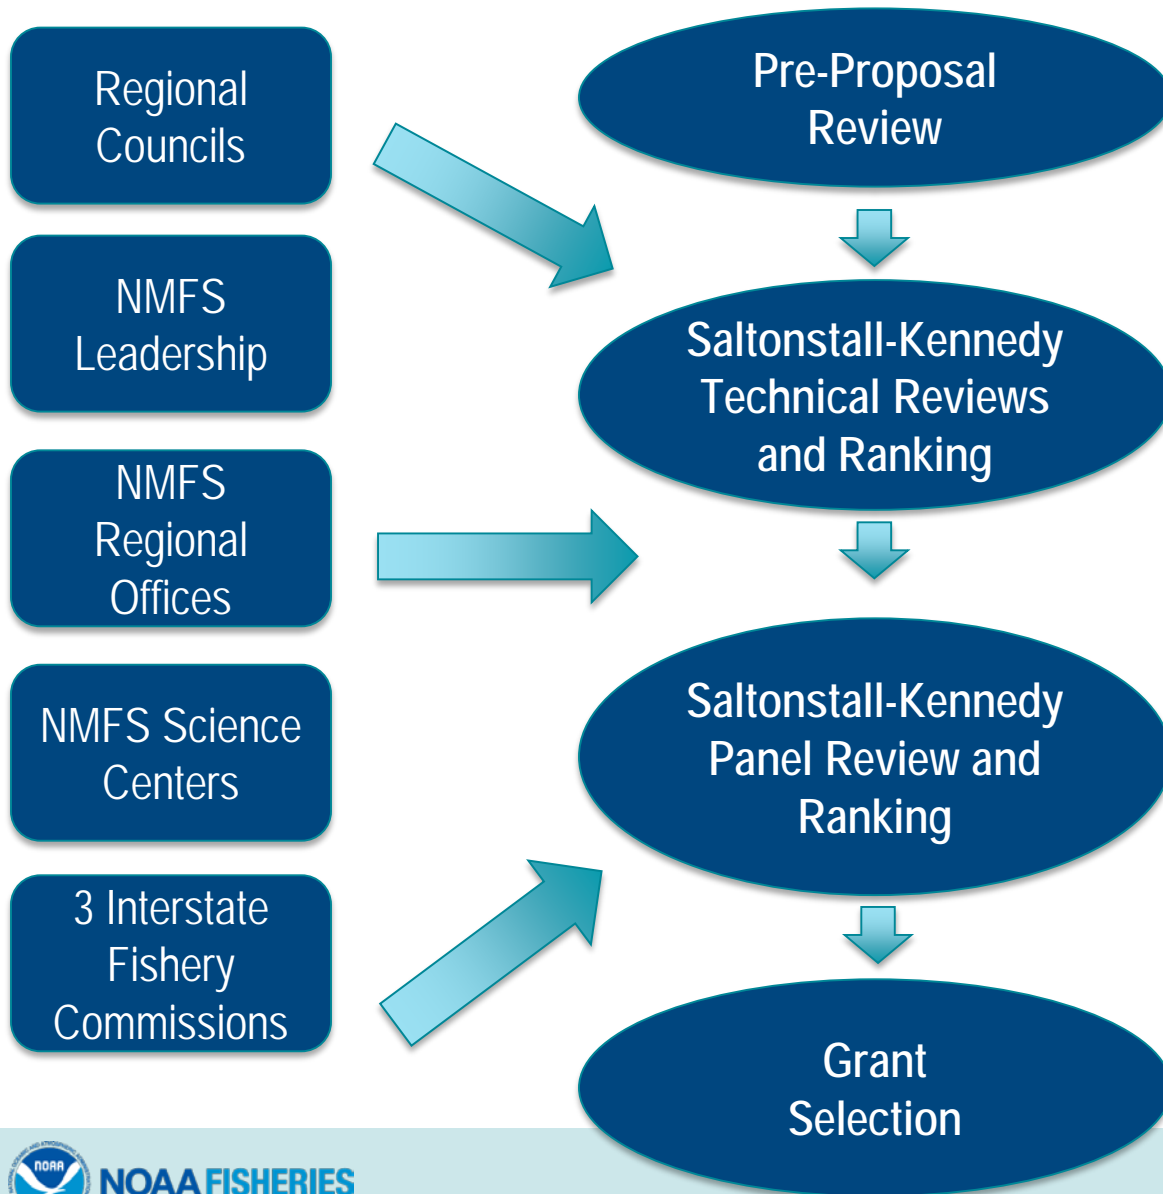 Regional
Councils
NMFS
Leadership
NMFS
Regional
Offices
NMFS Science
Centers
3 Interstate
Fishery
Commissions
Pre-Proposal
Review
Saltonstall-Kennedy
Technical Reviews
and Ranking
Saltonstall-Kennedy
Panel Review and
Ranking
Grant
Selection
NOAA
NOAA FISHERIES